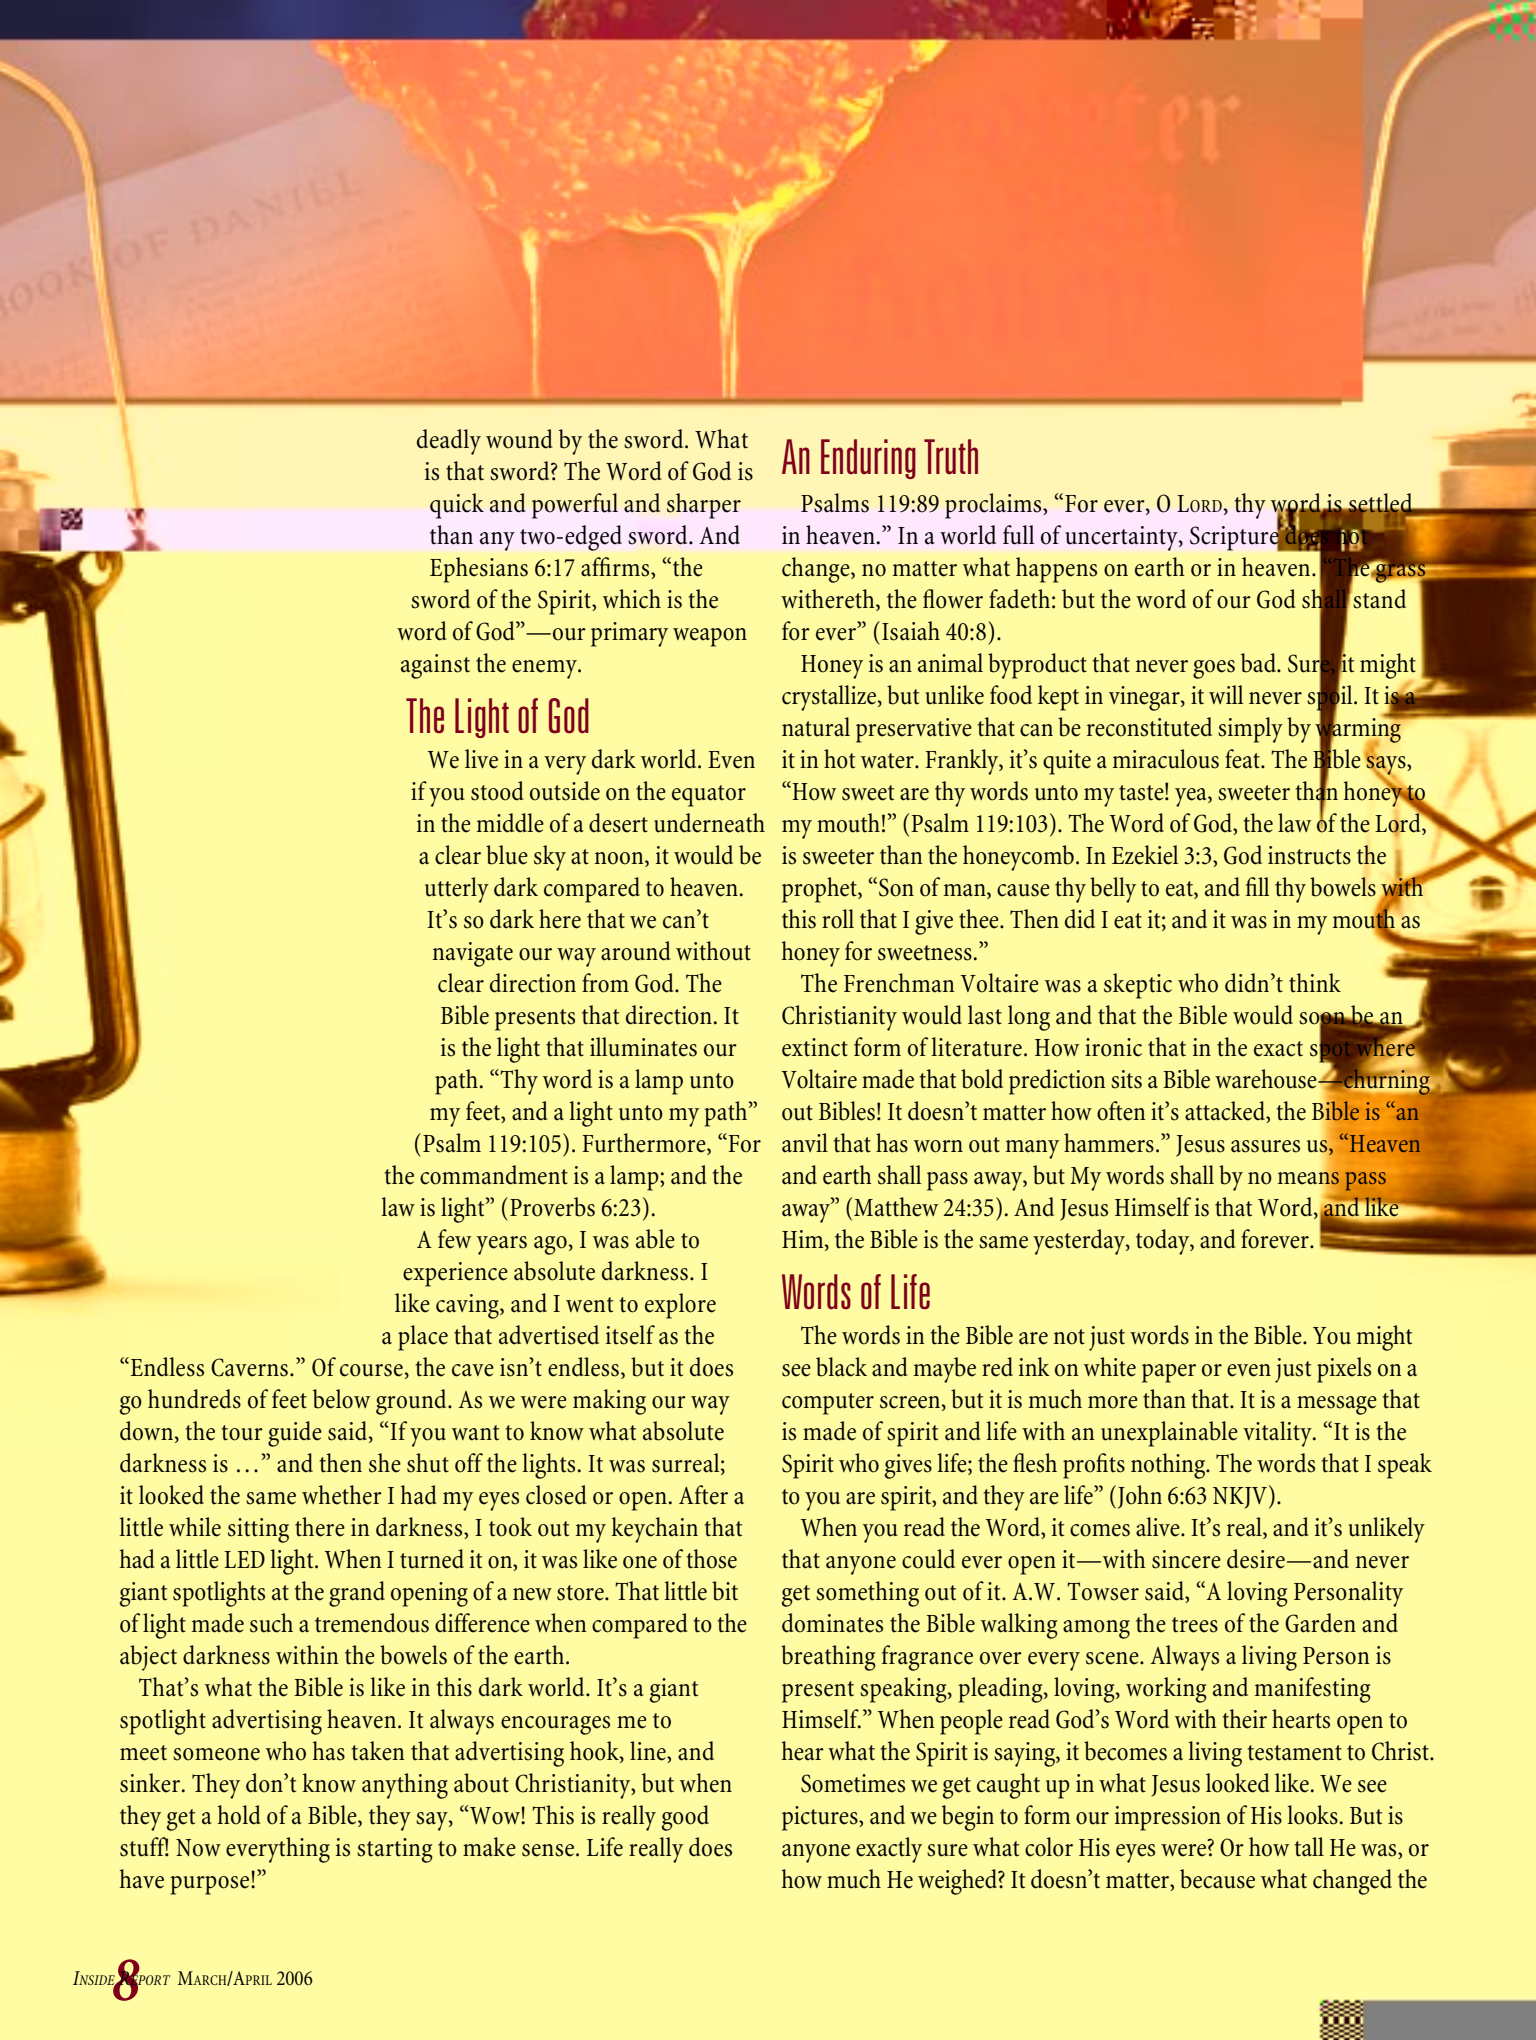 BOOK OF DANIEL
deadly wound by the sword. What
is that sword? The Word of God is
quick and powerful and sharper
than any two-edged sword. And
Ephesians 6:17 affirms, “the
sword of the Spirit, which is the
word of God”—our primary weapon
against the enemy.
The Light of God
We live in a very dark world. Even
if you stood outside on the equator
in the middle of a desert underneath
a clear blue sky at noon, it would be
utterly dark compared to heaven.
It’s so dark here that we can’t
navigate our way around without
clear direction from God. The
Bible presents that direction. It
is the light that illuminates our
path. “Thy word is a lamp unto
my feet, and a light unto my path”
(Psalm 119:105). Furthermore, “For
the commandment is a lamp; and the
law is light” (Proverbs 6:23).
A few years ago, I was able to
experience absolute darkness. I
like caving, and I went to explore
a place that advertised itself as the
“Endless Caverns.” Of course, the cave isn’t endless, but it does
go hundreds of feet below ground. As we were making our way
down, the tour guide said, “If you want to know what absolute
darkness is …” and then she shut off the lights. It was surreal;
it looked the same whether I had my eyes closed or open. After a
little while sitting there in darkness, I took out my keychain that
had a little LED light. When I turned it on, it was like one of those
giant spotlights at the grand opening of a new store. That little bit
of light made such a tremendous difference when compared to the
abject darkness within the bowels of the earth.
That’s what the Bible is like in this dark world. It’s a giant
spotlight advertising heaven. It always encourages me to
meet someone who has taken that advertising hook, line, and
sinker. They don’t know anything about Christianity, but when
they get a hold of a Bible, they say, “Wow! This is really good
stuff! Now everything is starting to make sense. Life really does
have purpose!”
An Enduring Truth
Psalms 119:89 proclaims, “For ever, O LORD, thy word is settled
in heaven.” In a world full of uncertainty, Scripture does not
change, no matter what happens on earth or in heaven. “The grass
withereth, the flower fadeth: but the word of our God shall stand
for ever” (Isaiah 40:8).
Honey is an animal byproduct that never goes bad. Sure, it might
crystallize, but unlike food kept in vinegar, it will never spoil. It is a
natural preservative that can be reconstituted simply by warming
it in hot water. Frankly, it’s quite a miraculous feat. The Bible says,
“How sweet are thy words unto my taste! yea, sweeter than honey to
my mouth!” (Psalm 119:103). The Word of God, the law of the Lord,
is sweeter than the honeycomb. In Ezekiel 3:3, God instructs the
prophet, “Son of man, cause thy belly to eat, and fill thy bowels with
this roll that I give thee. Then did I eat it; and it was in my mouth as
honey for sweetness.”
The Frenchman Voltaire was a skeptic who didn’t think
Christianity would last long and that the Bible would soon be an
extinct form of literature. How ironic that in the exact spot where
Voltaire made that bold prediction sits a Bible warehouse—churning
out Bibles! It doesn’t matter how often it’s attacked, the Bible is “an
anvil that has worn out many hammers.” Jesus assures us, “Heaven
and earth shall pass away, but My words shall by no means pass
away” (Matthew 24:35). And Jesus Himself is that Word, and like
Him, the Bible is the same yesterday, today, and forever.
Words of Life
The words in the Bible are not just words in the Bible. You might
see black and maybe red ink on white paper or even just pixels on a
computer screen, but it is much more than that. It is a message that
is made of spirit and life with an unexplainable vitality. “It is the
Spirit who gives life; the flesh profits nothing. The words that I speak
to you are spirit, and they are life” (John 6:63 NKJV).
When you read the Word, it comes alive. It’s real, and it’s unlikely
that anyone could ever open it—with sincere desire—and never
get something out of it. A.W. Towser said, “A loving Personality
dominates the Bible walking among the trees of the Garden and
breathing fragrance over every scene. Always a living Person is
present speaking, pleading, loving, working and manifesting
Himself.” When people read God’s Word with their hearts open to
hear what the Spirit is saying, it becomes a living testament to Christ.
Sometimes we get caught up in what Jesus looked like. We see
pictures, and we begin to form our impression of His looks. But is
anyone exactly sure what color His eyes were? Or how tall He was, or
how much He weighed? It doesn’t matter, because what changed the
INSIDE REPORT MARCH/APRIL 2006
8